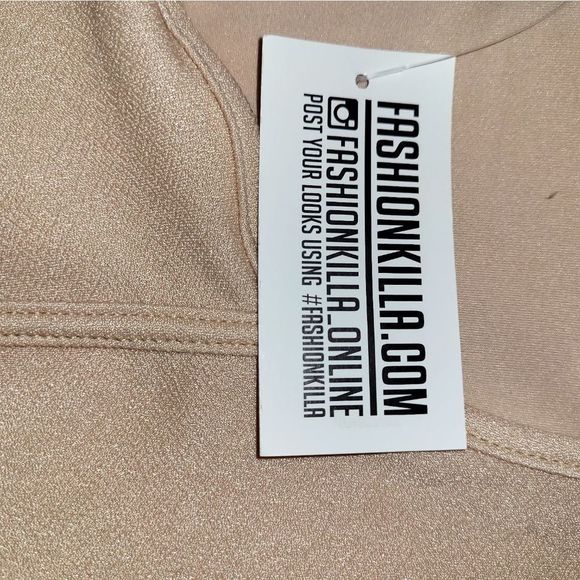 FASHIONKILLA.COM
FASHIONKILLA_ONLINE
POST YOUR LOOKS USING #FASHIONKILLA